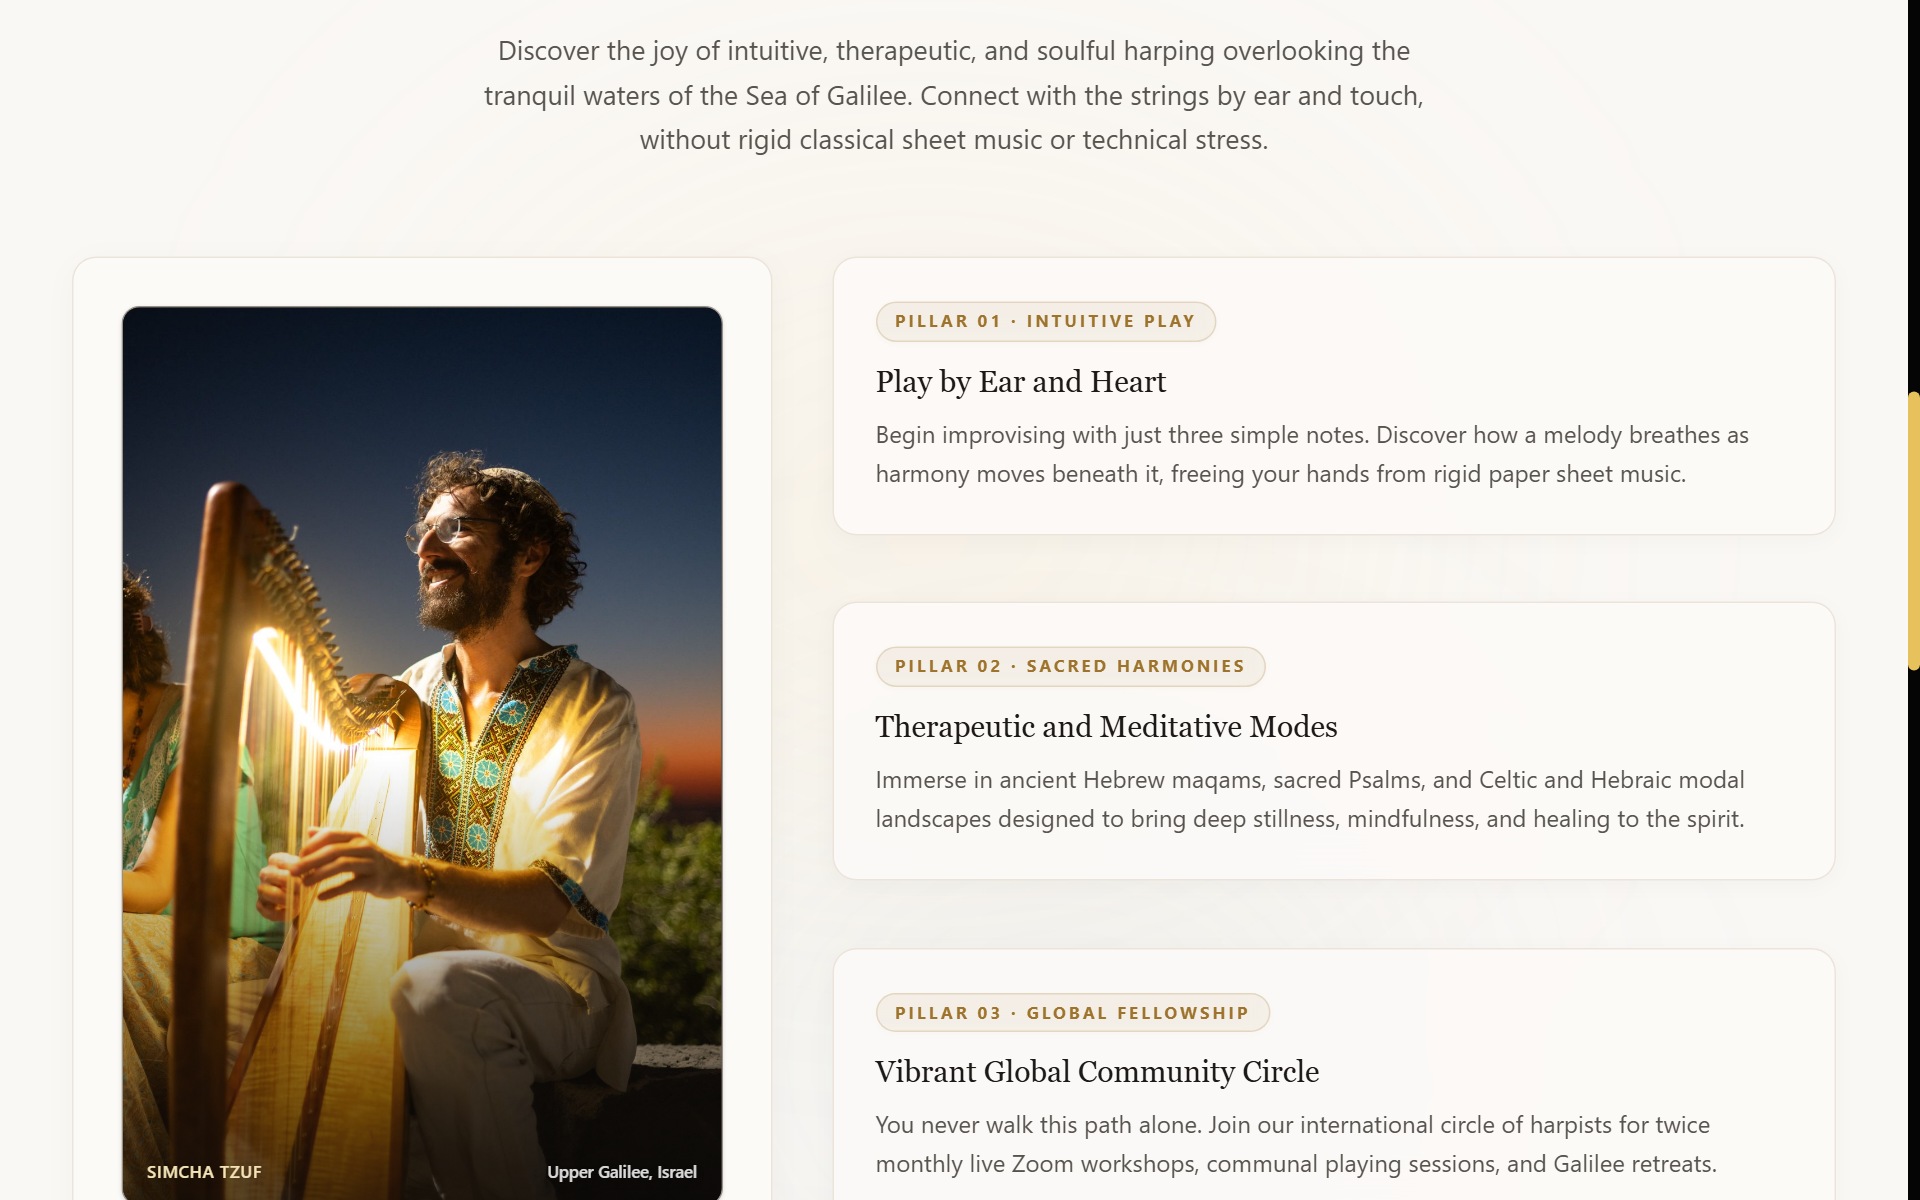 Discover the joy of intuitive, therapeutic, and soulful harping overlooking the
tranquil waters of the Sea of Galilee. Connect with the strings by ear and touch,
without rigid classical sheet music or technical stress.
SIMCHA TZUF
Upper Galilee, Israel
PILLAR 01 · INTUITIVE PLAY
Play by Ear and Heart
Begin improvising with just three simple notes. Discover how a melody breathes as
harmony moves beneath it, freeing your hands from rigid paper sheet music.
PILLAR 02 · SACRED HARMONIES
Therapeutic and Meditative Modes
Immerse in ancient Hebrew maqams, sacred Psalms, and Celtic and Hebraic modal
landscapes designed to bring deep stillness, mindfulness, and healing to the spirit.
PILLAR 03 · GLOBAL FELLOWSHIP
Vibrant Global Community Circle
You never walk this path alone. Join our international circle of harpists for twice
monthly live Zoom workshops, communal playing sessions, and Galilee retreats.